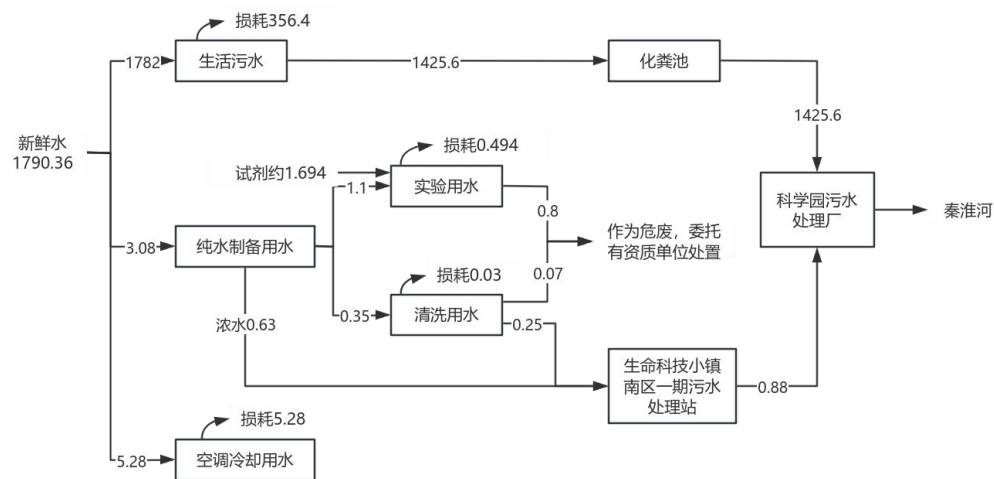 损耗356.4
1782
生活污水
1425.6
化粪池
1425.6
新鲜水
1790.36
损耗0.494
试剂约1.694
1.1
实验用水
0.8
科学园污水
处理厂
秦淮河
3.08
纯水制备用水
作为危废，委托
有资质单位处置
损耗0.03
0.07
0.35
清洗用水
0.25
浓水0.63
生命科技小镇
南区一期污水
处理站
0.88
损耗5.28
5.28
空调冷却用水